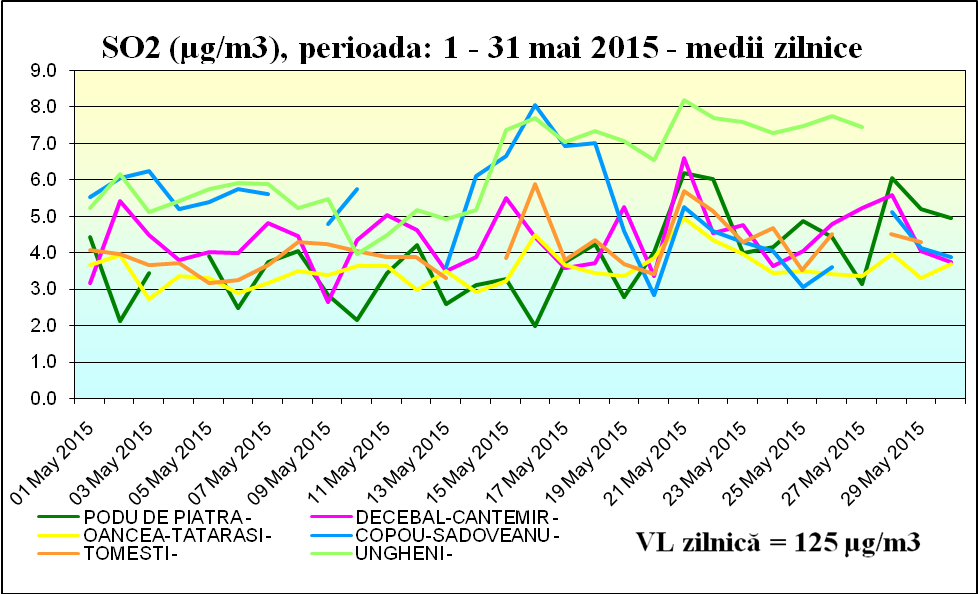 SO2 (µg/m3), perioada: 1 - 31 mai 2015 - medii zilnice
9.0
8.0
7.0
6.0
5.0
4.0
3.0
2.0
1.0
0.0
01 May 2015
03 May 2015
05 May 2015
07 May 2015
09 May 2015
11 May 2015
13 May 2015
15 May 2015
17 May 2015
19 May 2015
21 May 2015
23 May 2015
25 May 2015
27 May 2015
29 May 2015
PODU DE PIATRA -
DECEBAL-CANTEMIR -
OANCEA-TATARASI -
COPOU-SADOVEANU -
TOMESTI -
UNGHENI -
VL zilnică = 125 µg/m3